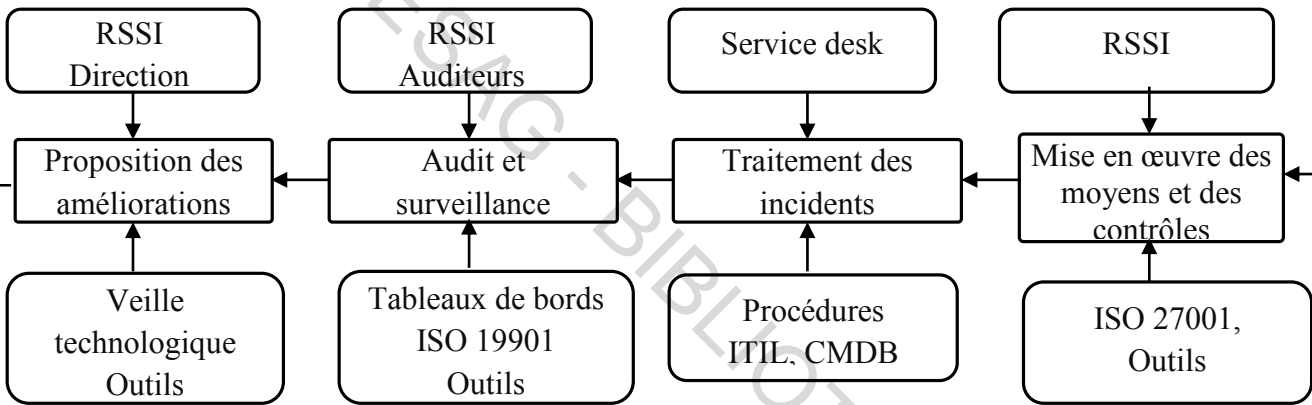 RSSI
Direction
RSSI
Auditeurs
Service desk
RSSI
Proposition des
améliorations
Audit et
surveillance
Traitement des
incidents
Mise en œuvre des
moyens et des
contrôles
Veille
technologique
Outils
Tableaux de bords
ISO 19901
Outils
Procédures
ITIL, CMDB
ISO 27001,
Outils
ESAG - BIBLIOT